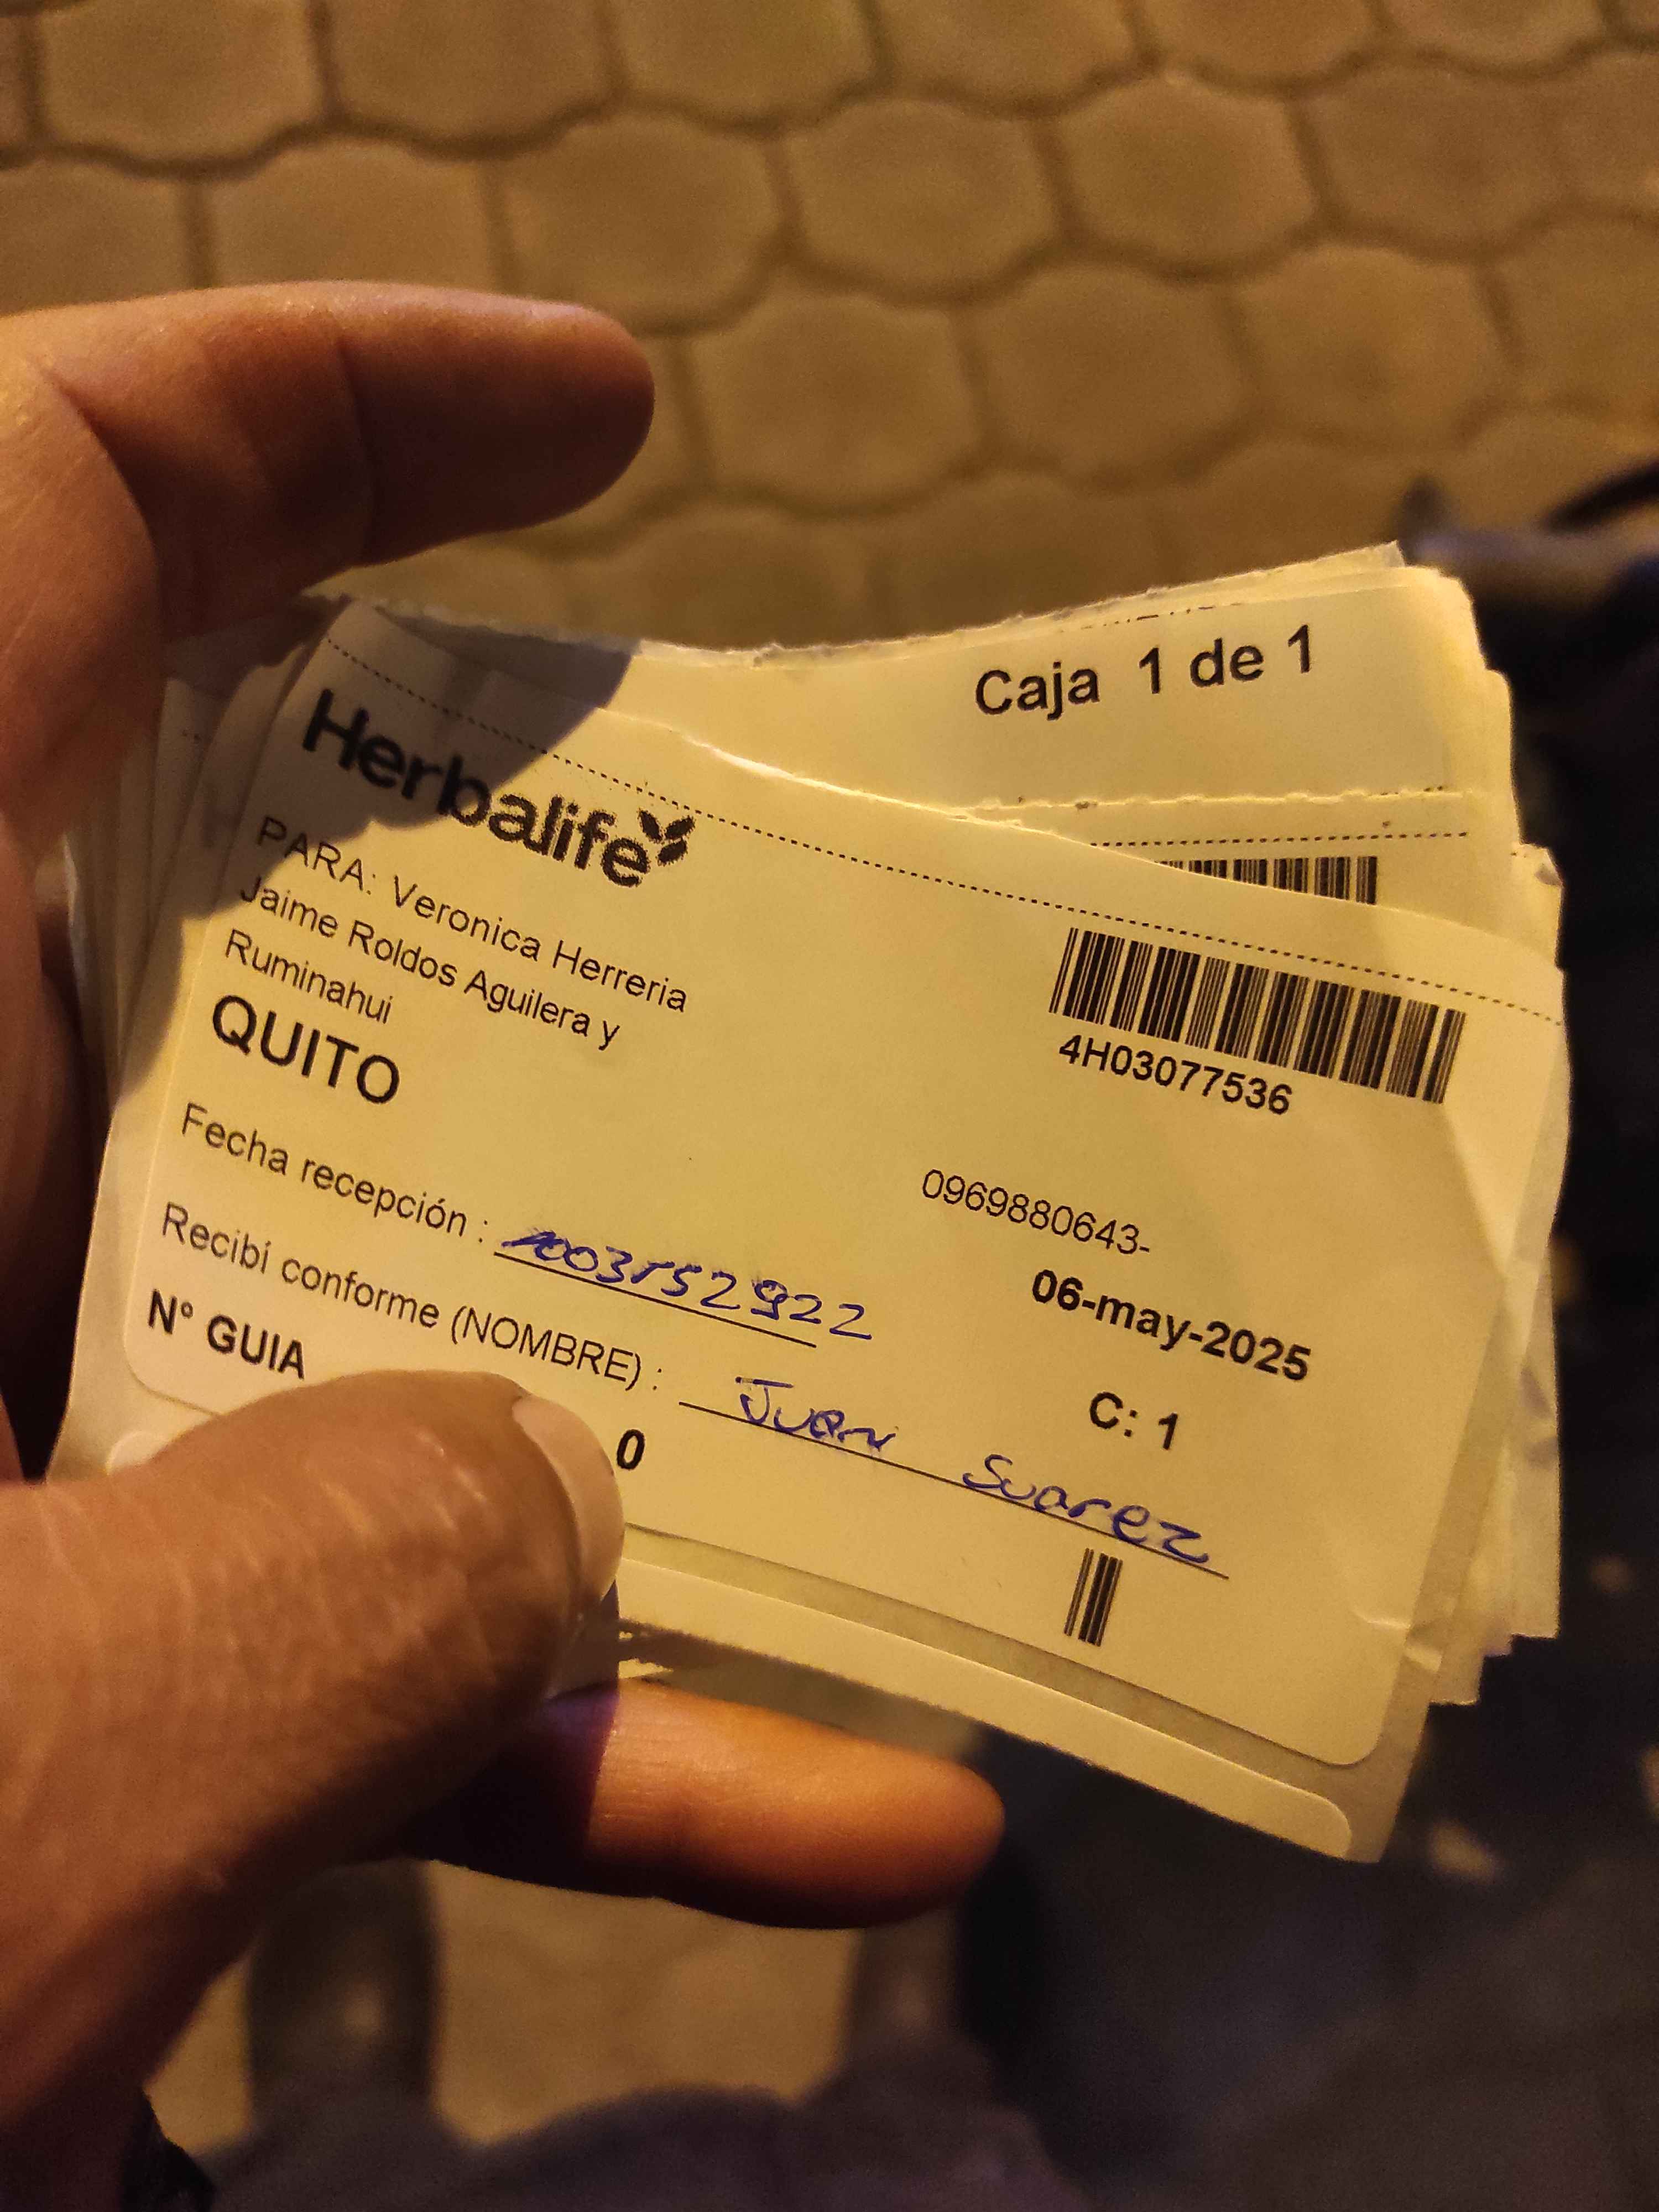 Caja 1 de 1
Herbalife
PARA: Veronica Herreria
Jaime Roldos Aguilera y
Ruminahui
QUITO
4H03077536
0969880643-
06-may-2025
Fecha recepción : 1003152922
Recibí conforme (NOMBRE) : Juan Suarez
C: 1
N° GUIA
0